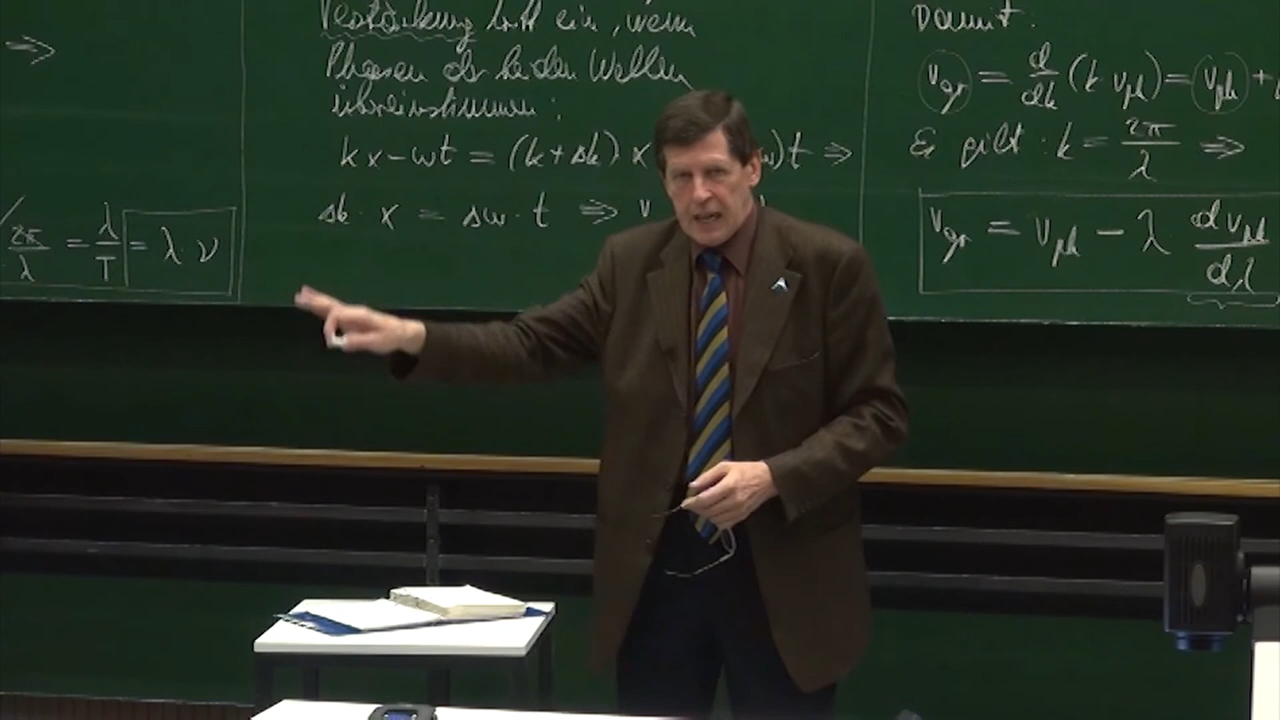 ⇒
2π/λ = λ/T = λ·ν
Verstärkung tritt ein, wenn
Phasen der beiden Wellen
übereinstimmen:
kx-ωt = (k+Δk)x ω)t ⇒
Δk · x = Δω · t ⇒ v
Damit:
v_gr = d/dk (k v_ph) = v_ph +
Es gilt: k = 2π/λ ⇒
v_gr = v_ph - λ dv_ph/dλ